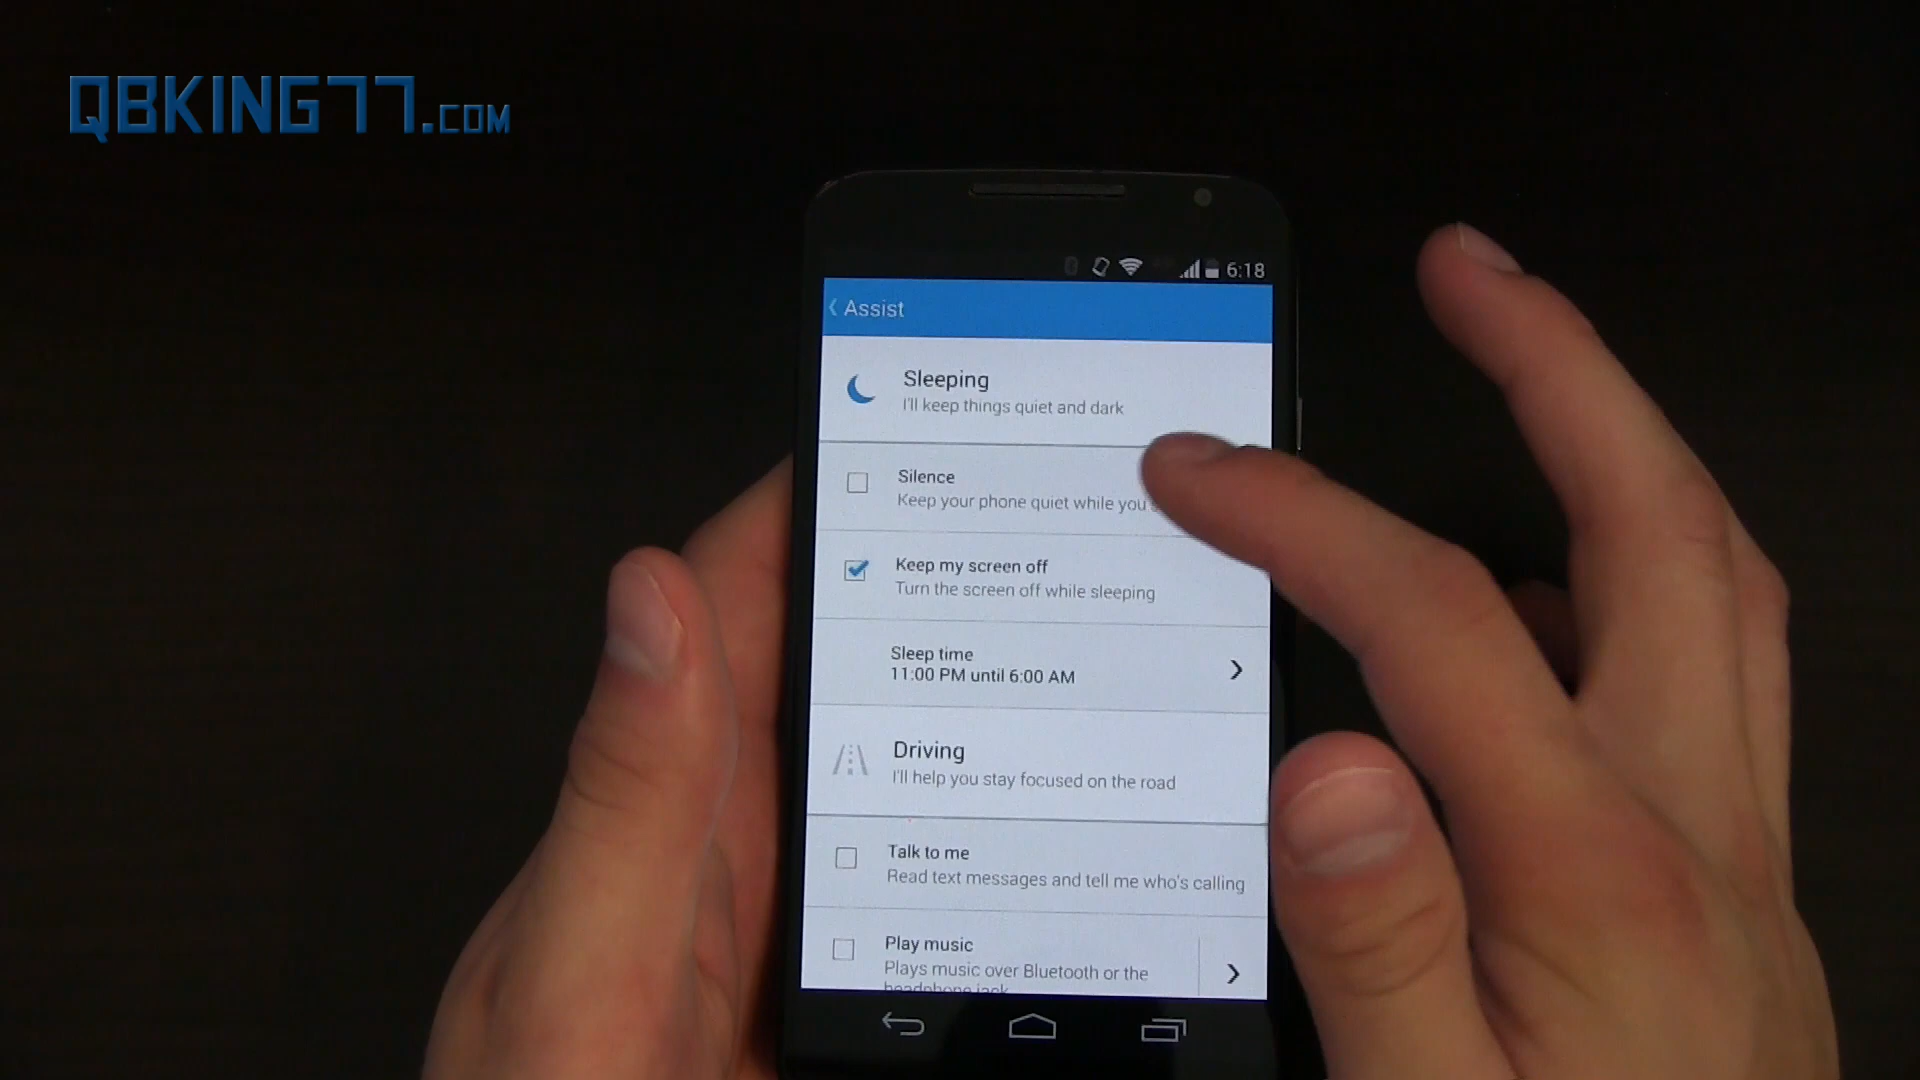 QBKING77.COM
6:18
Assist
Sleeping
I'll keep things quiet and dark
Silence
Keep your phone quiet while you
Keep my screen off
Turn the screen off while sleeping
Sleep time
11:00 PM until 6:00 AM
Driving
I'll help you stay focused on the road
Talk to me
Read text messages and tell me who's calling
Play music
Plays music over Bluetooth or the
headphone jack